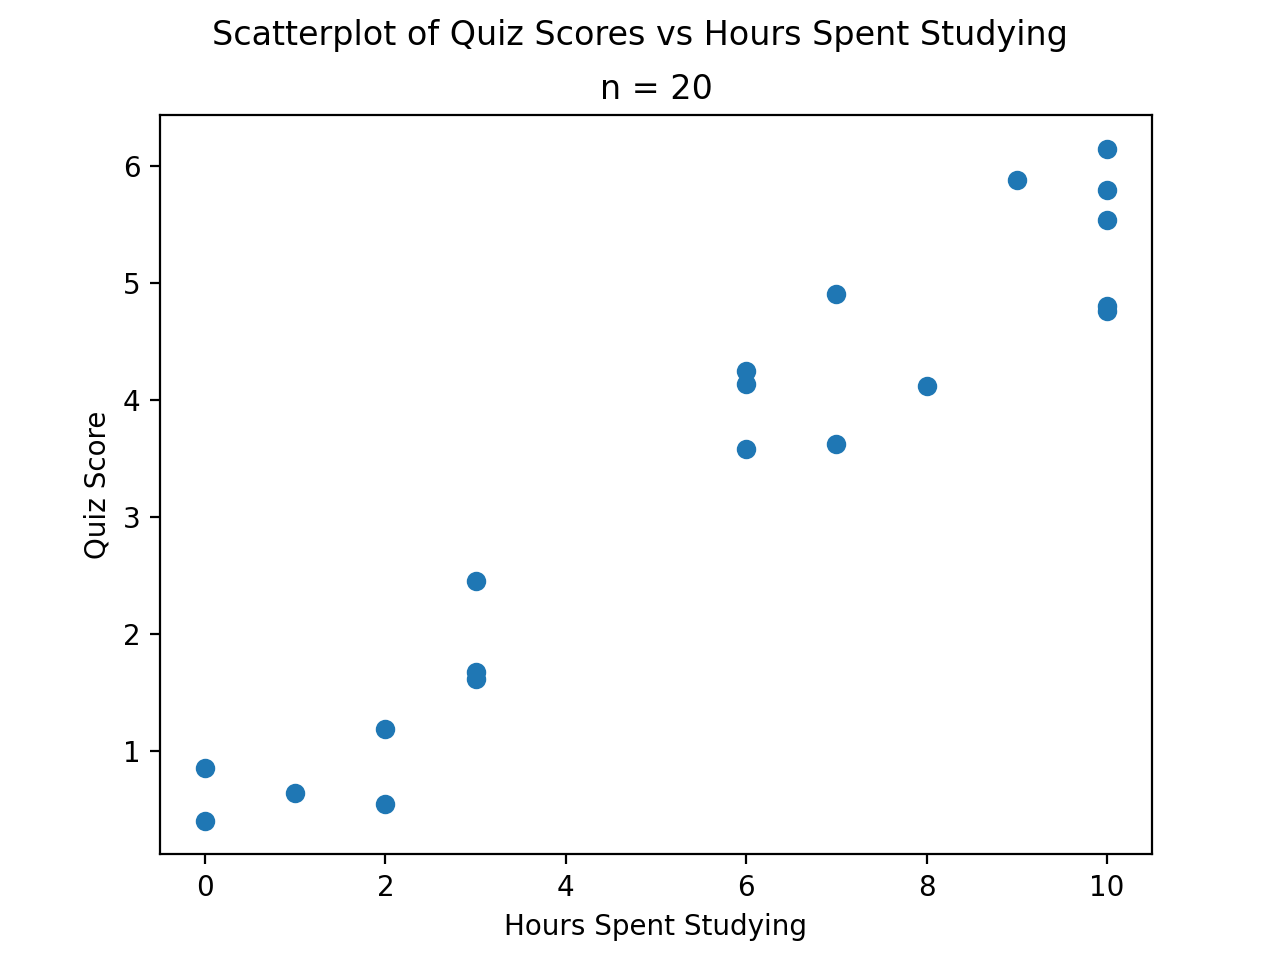 Scatterplot of Quiz Scores vs Hours Spent Studying
n = 20
6
5
4
3
2
1
Quiz Score
0 2 4 6 8 10
Hours Spent Studying